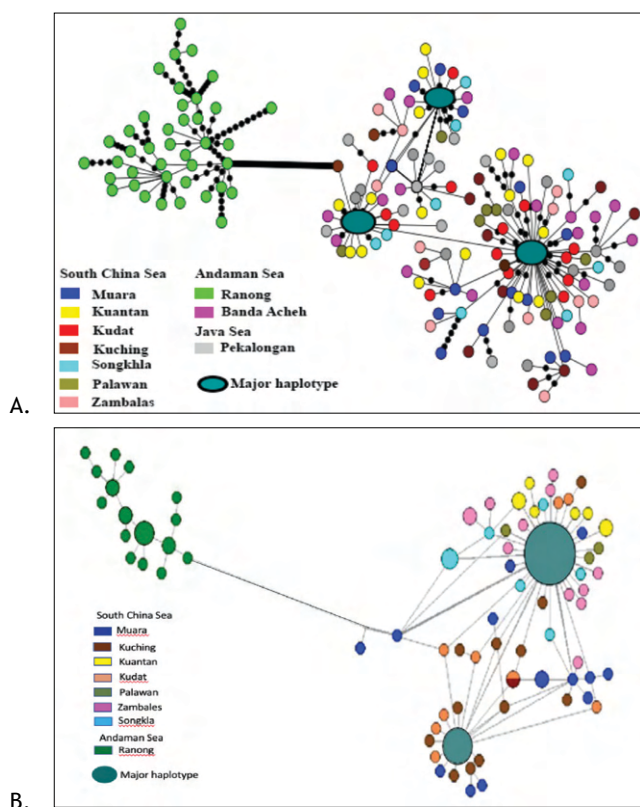 A.
South China Sea
Muara
Kuantan
Kudat
Kuching
Songkhla
Palawan
Zambalas
Andaman Sea
Ranong
Banda Acheh
Java Sea
Pekalongan
Major haplotype
B.
South China Sea
Muara
Kuching
Kuantan
Kudat
Palawan
Zambales
Songkla
Andaman Sea
Ranong
Major haplotype